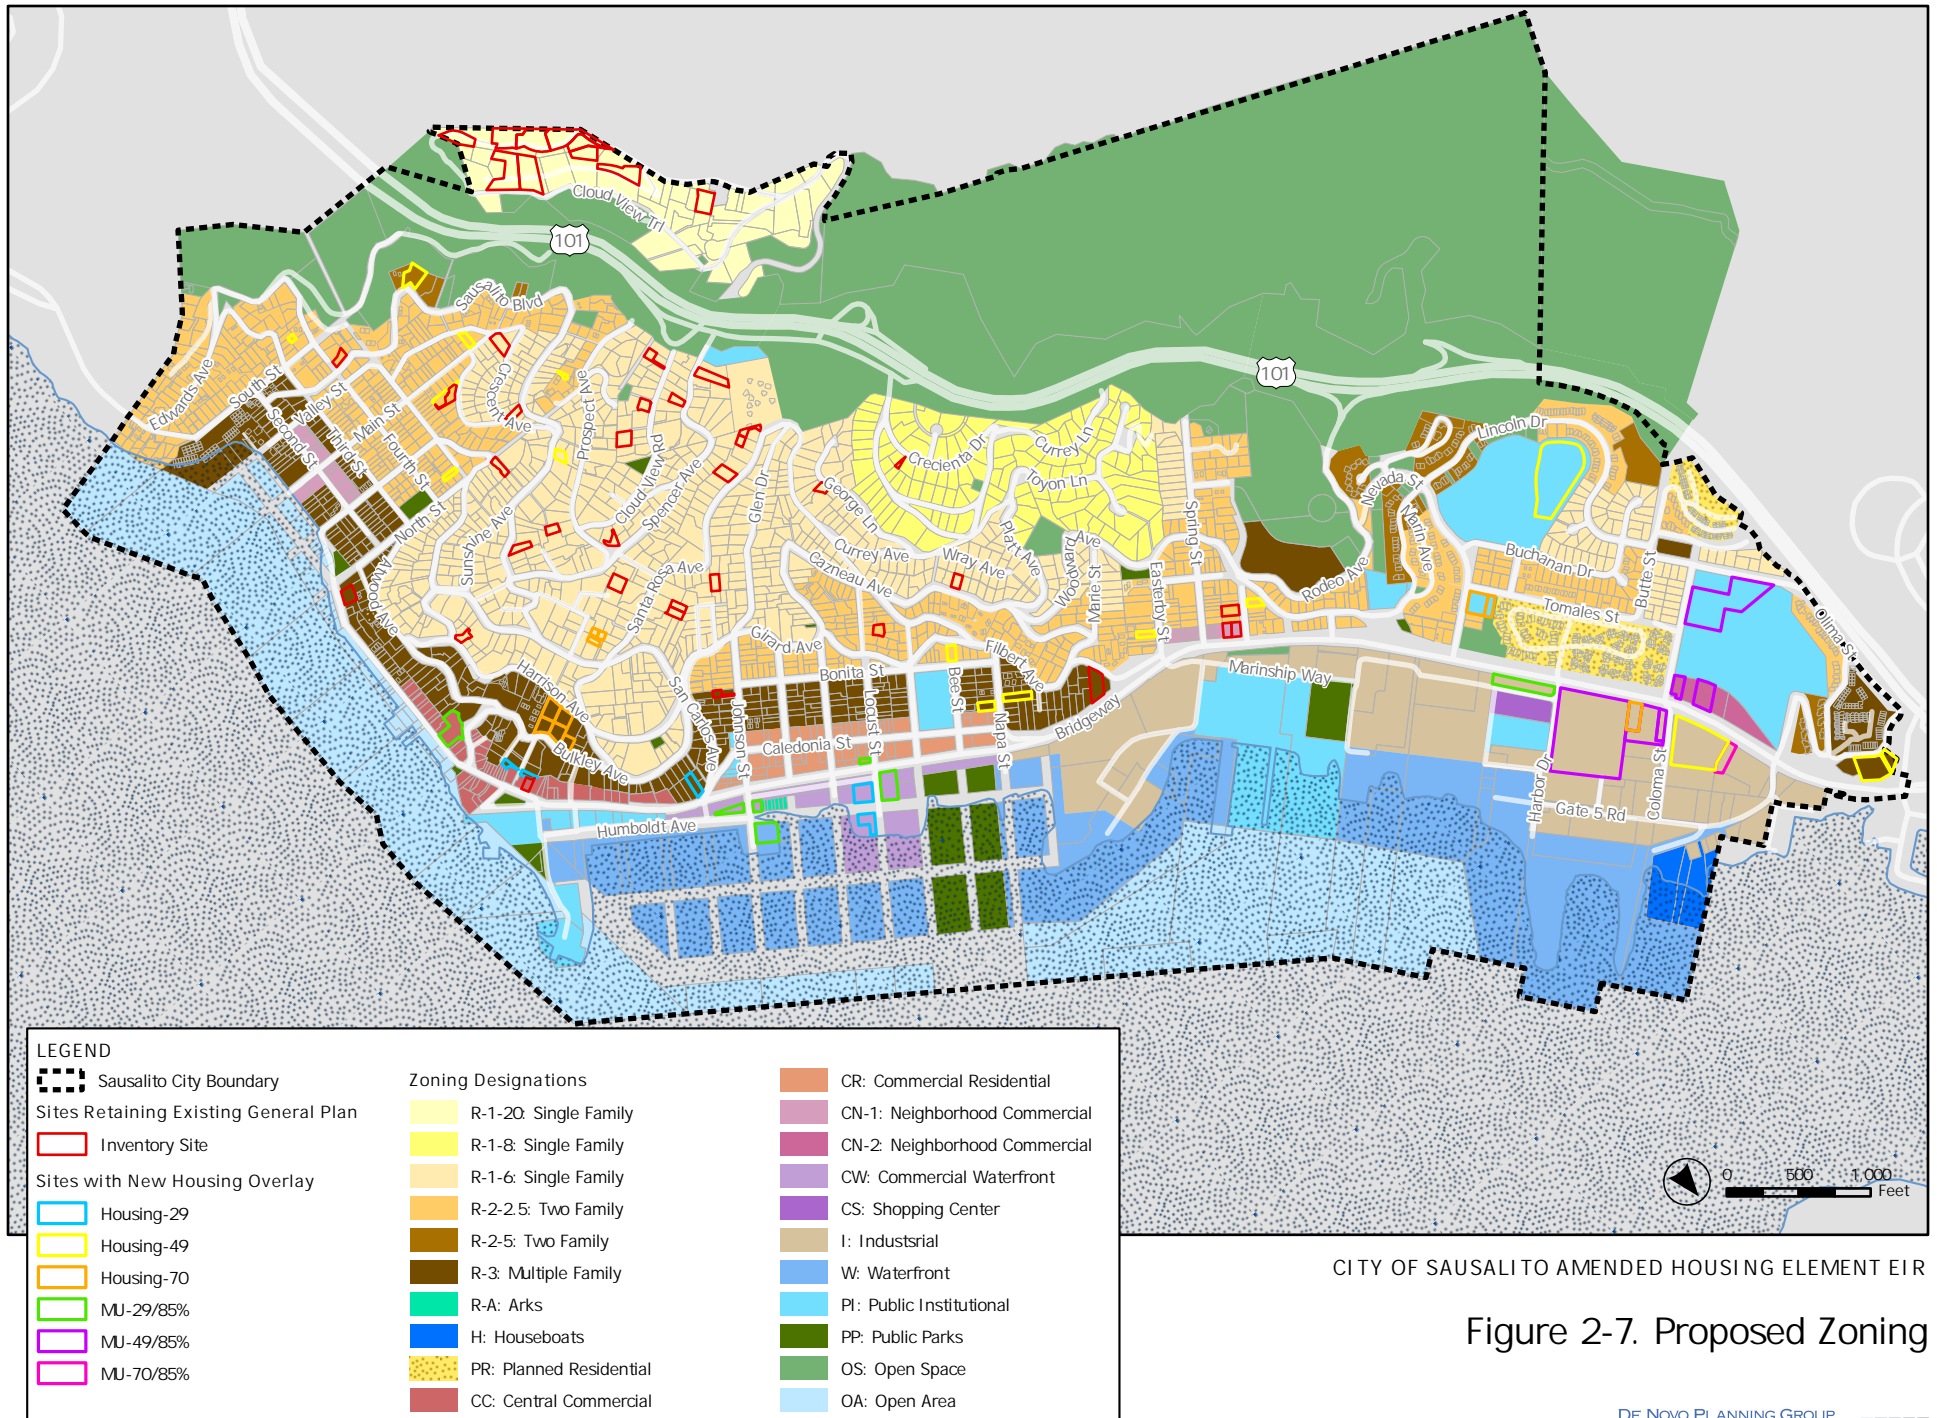 Cloud View Trl
101
Sausalito Blvd
101
Edwards Ave
South St
Second St
Valley St
Third St
Main St
Fourth St
North St
Crescent Ave
Prospect Ave
Cloud View Rd
Spencer Ave
Glen Dr
George Ln
Crecienta Dr
Currey Ln
Toyon Ln
Platt Ave
Woodward Ave
Marie St
Easterby St
Spring St
Rodeo Ave
Nevada St
Marin Ave
Lincoln Dr
Buchanan Dr
Butte St
Tomales St
Olima St
Atwood Ave
Sunshine Ave
Santa Rosa Ave
Currey Ave
Wray Ave
Cazneau Ave
Girard Ave
Filbert Ave
Bonita St
Bee St
Locust St
Napa St
Bridgeway
Marinship Way
Harrison Ave
San Carlos Ave
Johnson St
Caledonia St
Bulkley Ave
Humboldt Ave
Harbor Dr
Coloma St
Gate 5 Rd
0 500 1,000
Feet
LEGEND
Sausalito City Boundary
Sites Retaining Existing General Plan
Inventory Site
Sites with New Housing Overlay
Housing-29
Housing-49
Housing-70
MU-29/85%
MU-49/85%
MU-70/85%
Zoning Designations
R-1-20: Single Family
R-1-8: Single Family
R-1-6: Single Family
R-2-2.5: Two Family
R-2-5: Two Family
R-3: Multiple Family
R-A: Arks
H: Houseboats
PR: Planned Residential
CC: Central Commercial
CR: Commercial Residential
CN-1: Neighborhood Commercial
CN-2: Neighborhood Commercial
CW: Commercial Waterfront
CS: Shopping Center
I: Industsrial
W: Waterfront
PI: Public Institutional
PP: Public Parks
OS: Open Space
OA: Open Area
CITY OF SAUSALITO AMENDED HOUSING ELEMENT EIR
Figure 2-7. Proposed Zoning
DE NOVO PLANNING GROUP